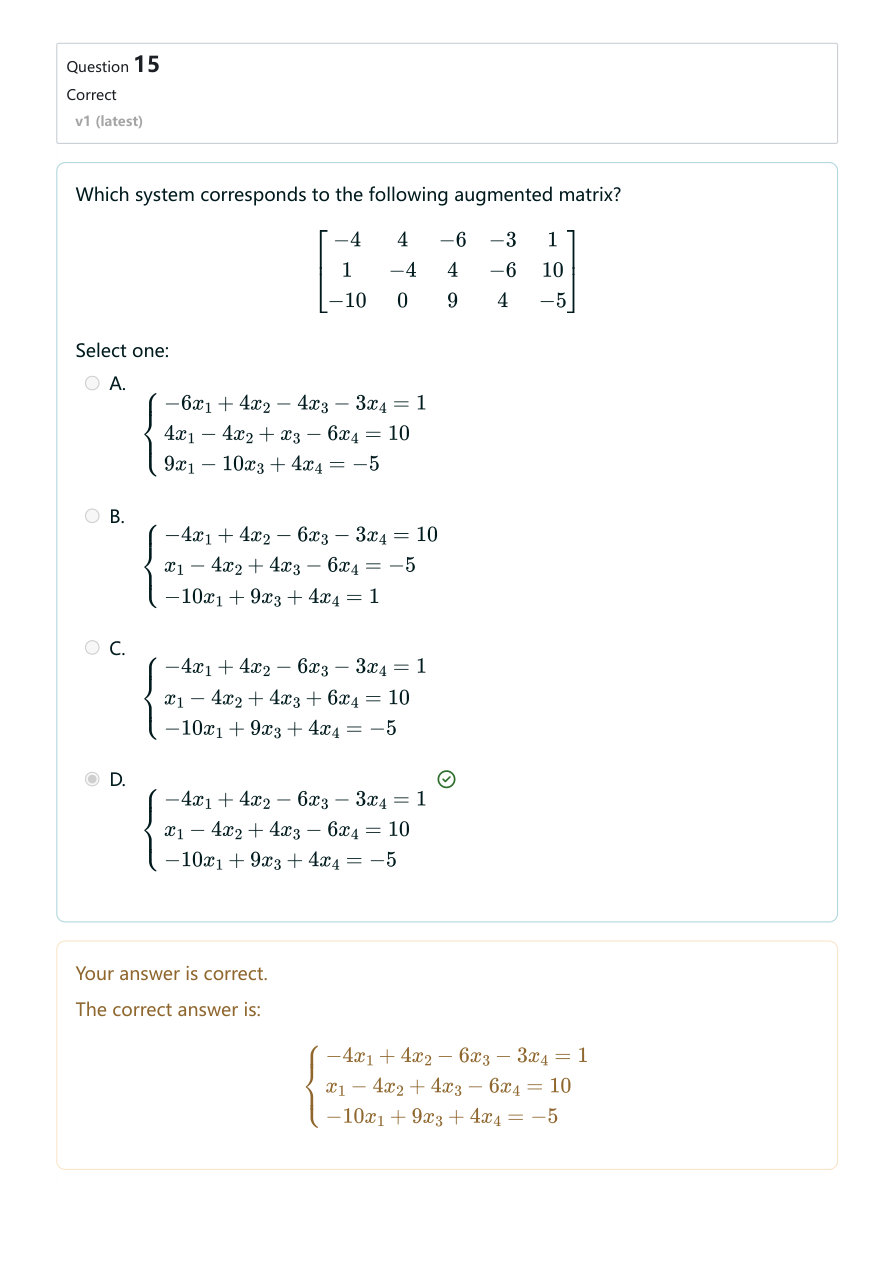 Question 15
Correct
v1 (latest)
Which system corresponds to the following augmented matrix?
−4 4 −6 −3 1
1 −4 4 −6 10
−10 0 9 4 −5
Select one:
A.
−6x₁ + 4x₂ − 4x₃ − 3x₄ = 1
4x₁ − 4x₂ + x₃ − 6x₄ = 10
9x₁ − 10x₃ + 4x₄ = −5
B.
−4x₁ + 4x₂ − 6x₃ − 3x₄ = 10
x₁ − 4x₂ + 4x₃ − 6x₄ = −5
−10x₁ + 9x₃ + 4x₄ = 1
C.
−4x₁ + 4x₂ − 6x₃ − 3x₄ = 1
x₁ − 4x₂ + 4x₃ + 6x₄ = 10
−10x₁ + 9x₃ + 4x₄ = −5
D.
−4x₁ + 4x₂ − 6x₃ − 3x₄ = 1
x₁ − 4x₂ + 4x₃ − 6x₄ = 10
−10x₁ + 9x₃ + 4x₄ = −5
Your answer is correct.
The correct answer is:
−4x₁ + 4x₂ − 6x₃ − 3x₄ = 1
x₁ − 4x₂ + 4x₃ − 6x₄ = 10
−10x₁ + 9x₃ + 4x₄ = −5